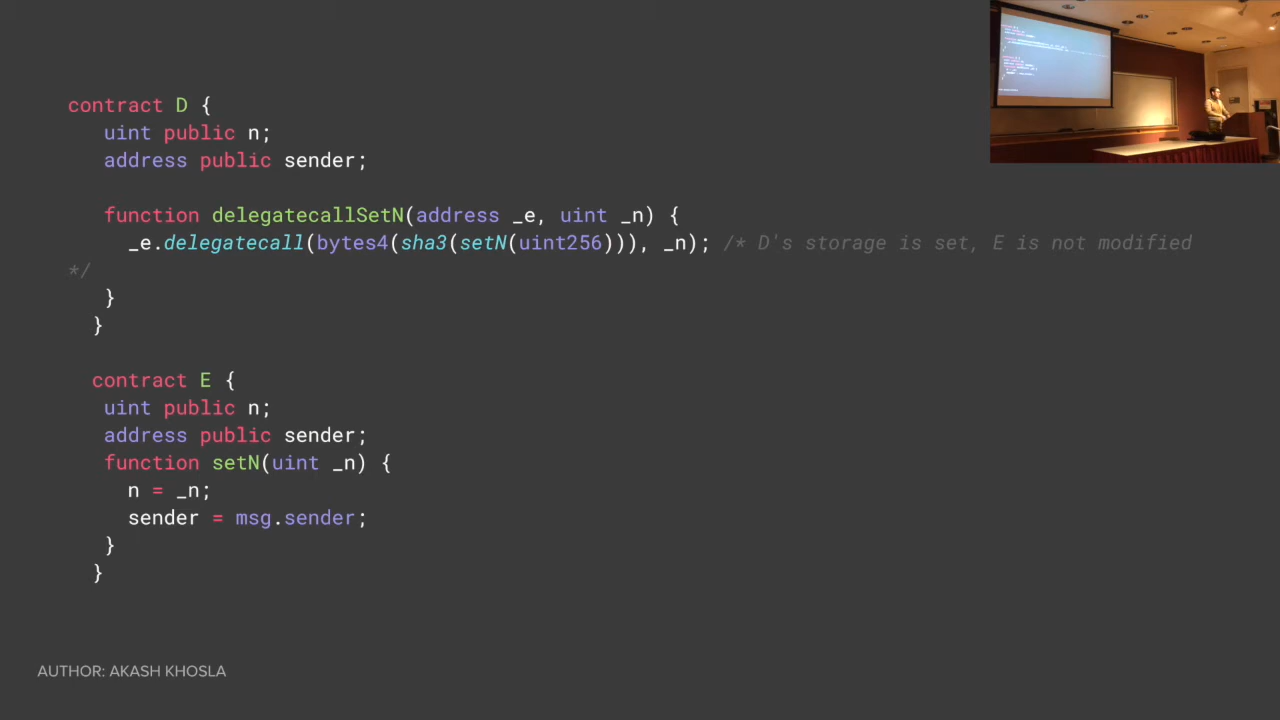 contract D {
uint public n;
address public sender;
function delegatecallSetN(address _e, uint _n) {
_e.delegatecall(bytes4(sha3(setN(uint256))), _n); /* D's storage is set, E is not modified
*/
}
}
contract E {
uint public n;
address public sender;
function setN(uint _n) {
n = _n;
sender = msg.sender;
}
}
AUTHOR: AKASH KHOSLA